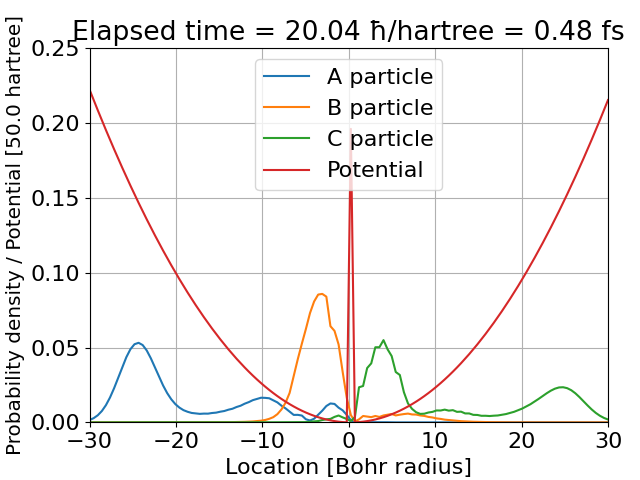 Elapsed time = 20.04 ħ/hartree = 0.48 fs
Probability density / Potential [50.0 hartree]
0.25
0.20
0.15
0.10
0.05
0.00
A particle
B particle
C particle
Potential
−30 −20 −10 0 10 20 30
Location [Bohr radius]